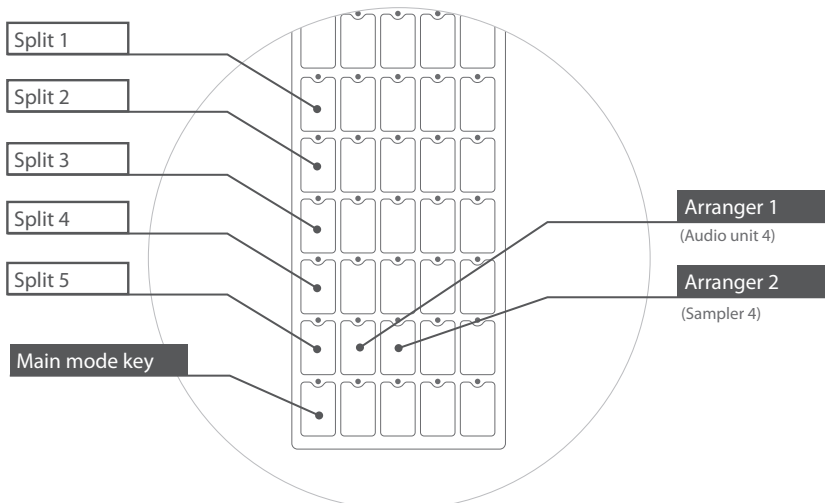 Split 1
Split 2
Split 3
Split 4
Split 5
Main mode key
Arranger 1
(Audio unit 4)
Arranger 2
(Sampler 4)